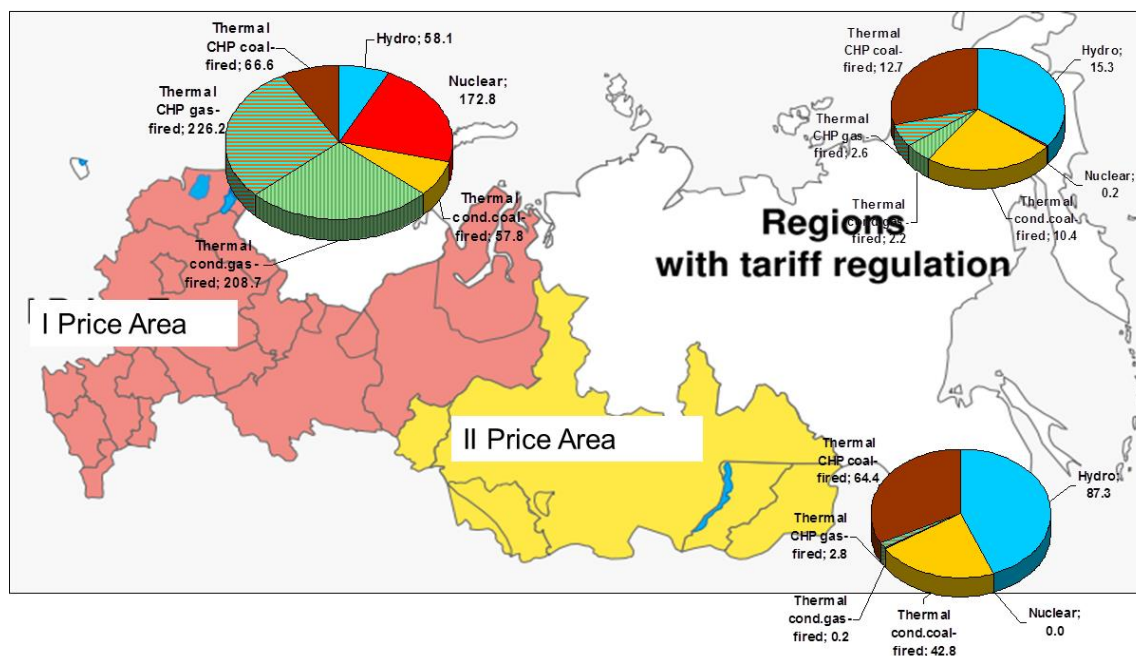 Thermal
CHP coal-
fired; 66.6
Hydro; 58.1
Nuclear;
172.8
Thermal
CHP gas-
fired; 226.2
Thermal
cond.coal-
fired; 57.8
Thermal
cond.gas-
fired; 208.7
Thermal
CHP coal-
fired; 12.7
Hydro;
15.3
Thermal
CHP gas-
fired; 2.6
Nuclear;
0.2
Thermal
cond.gas-
fired; 2.2
Thermal
cond.coal-
fired; 10.4
Regions
with tariff regulation
I Price Area
II Price Area
Thermal
CHP coal-
fired; 64.4
Hydro;
87.3
Thermal
CHP gas-
fired; 2.8
Thermal
cond.gas-
fired; 0.2
Thermal
cond.coal-
fired; 42.8
Nuclear;
0.0